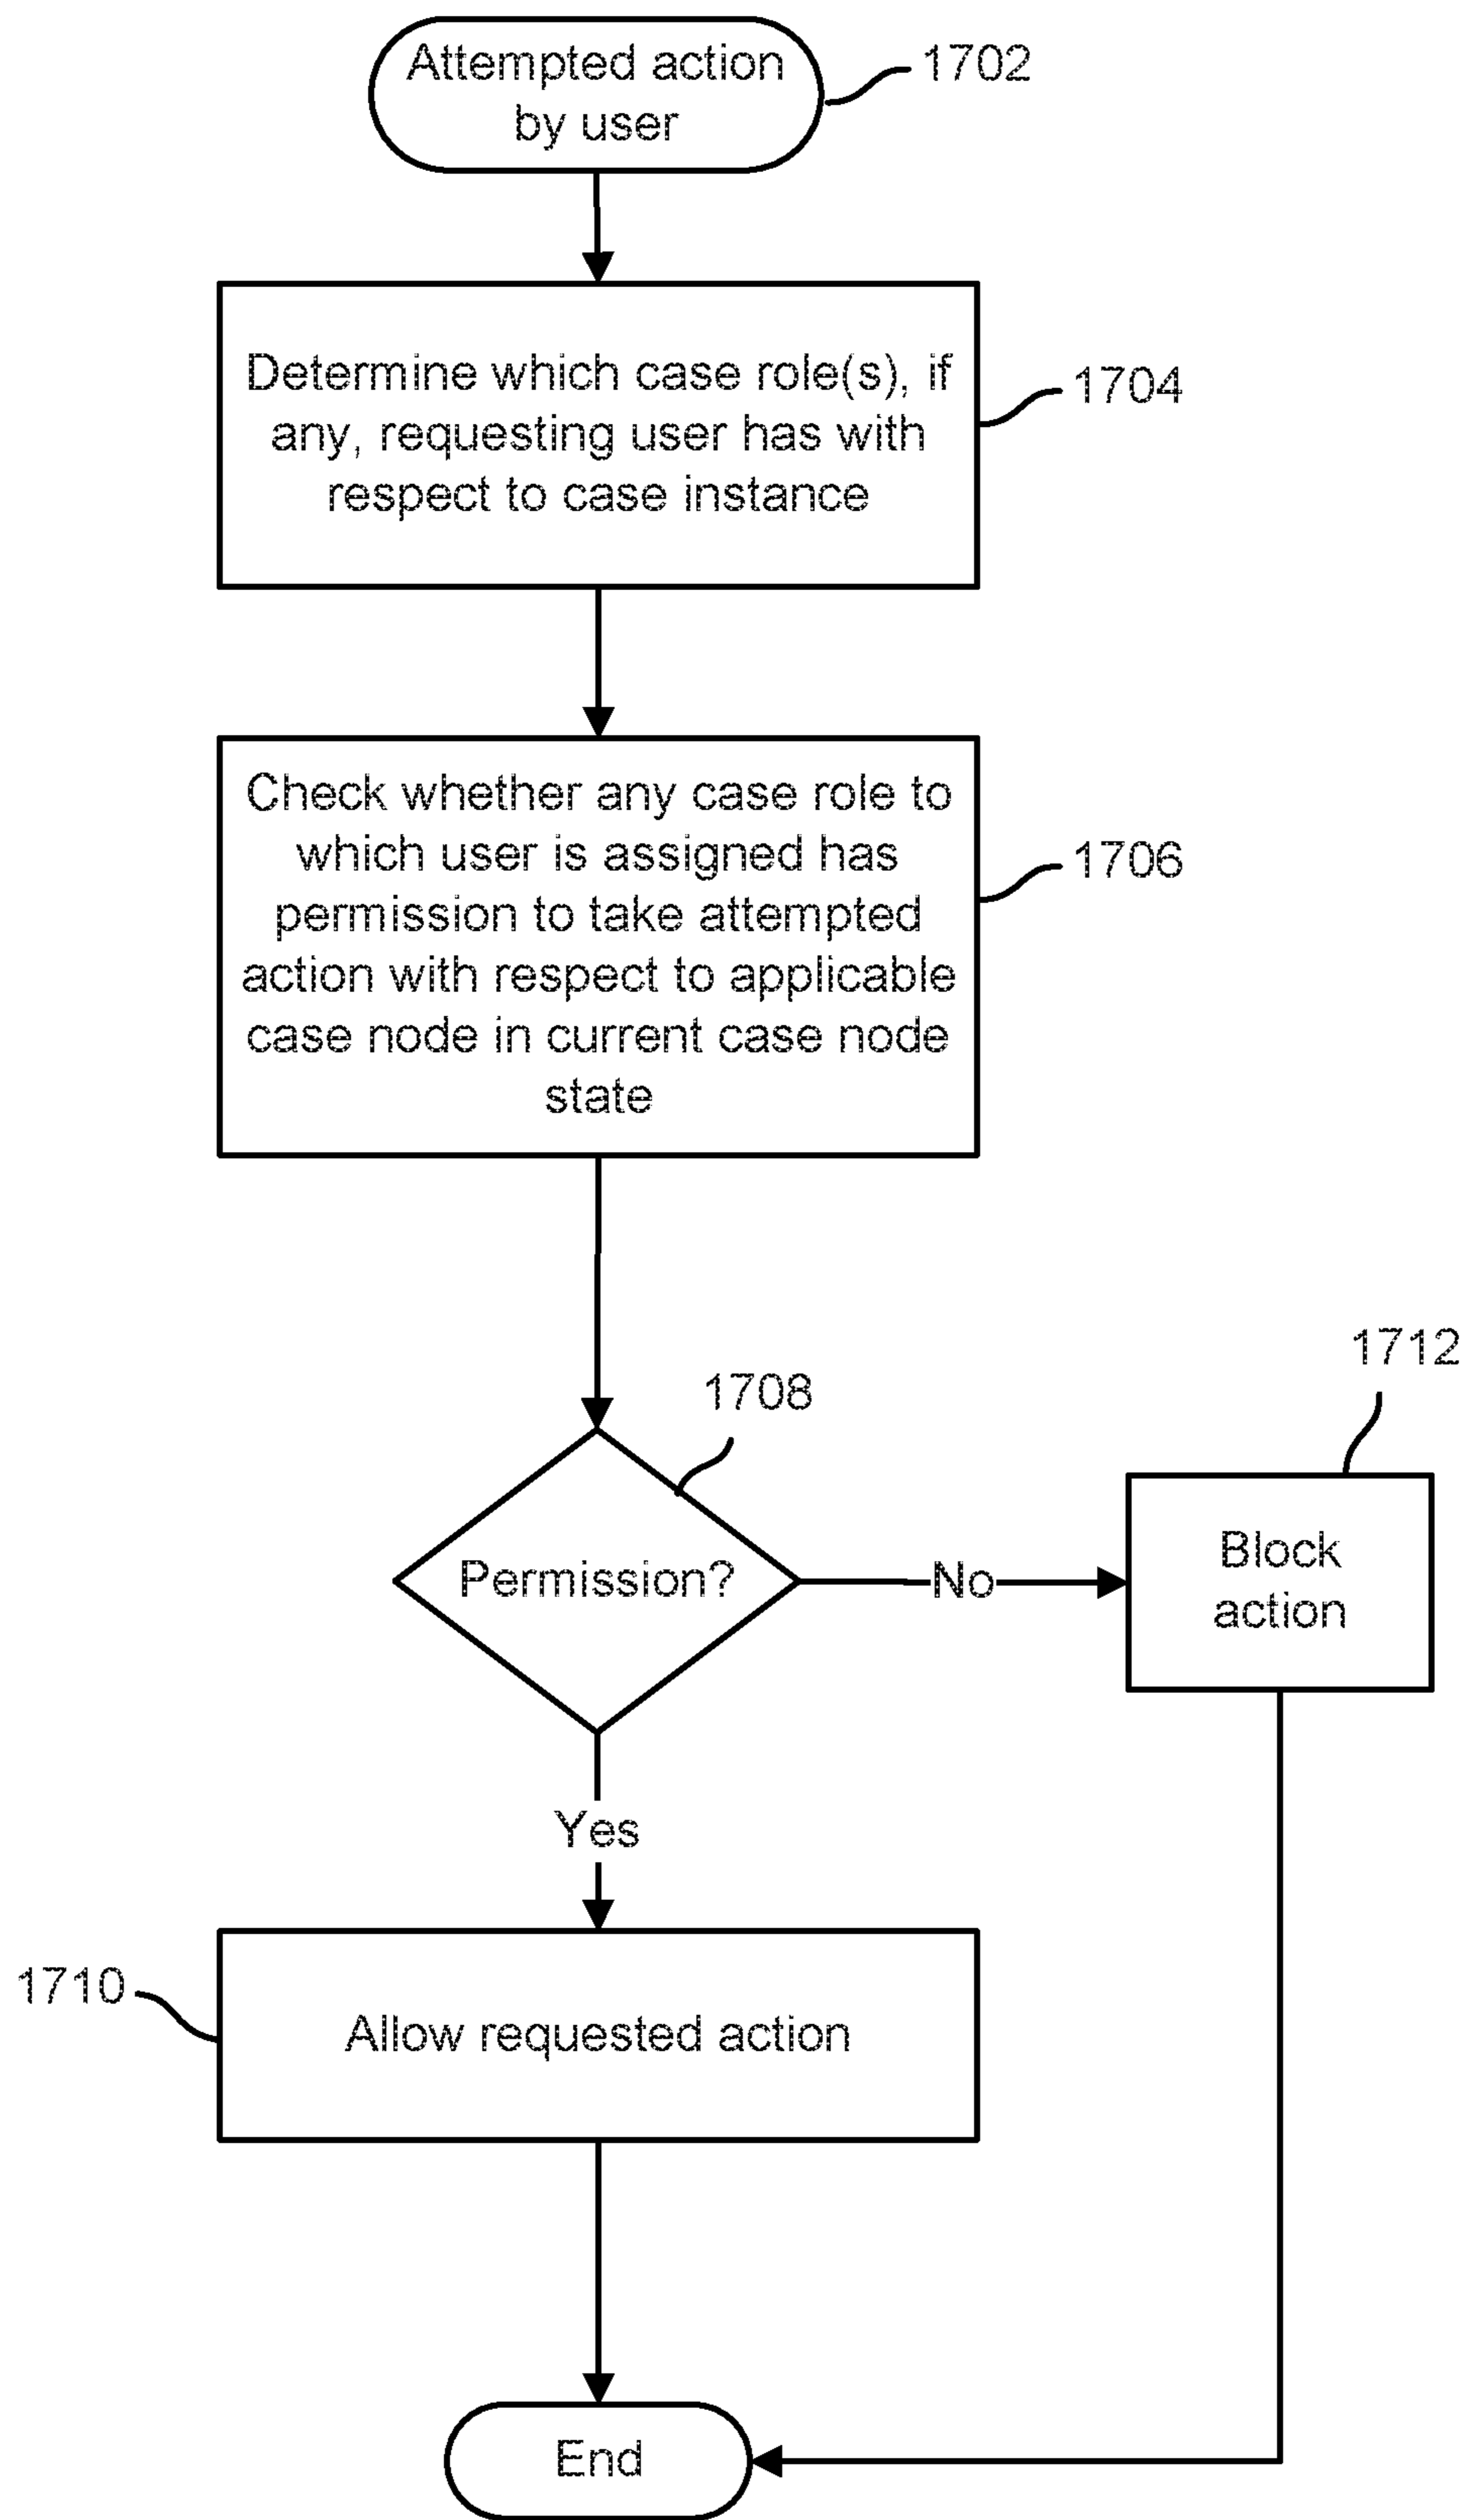 Attempted action
by user
1702
Determine which case role(s), if
any, requesting user has with
respect to case instance
1704
Check whether any case role to
which user is assigned has
permission to take attempted
action with respect to applicable
case node in current case node
state
1706
1708
Permission?
No
1712
Block
action
Yes
1710
Allow requested action
End